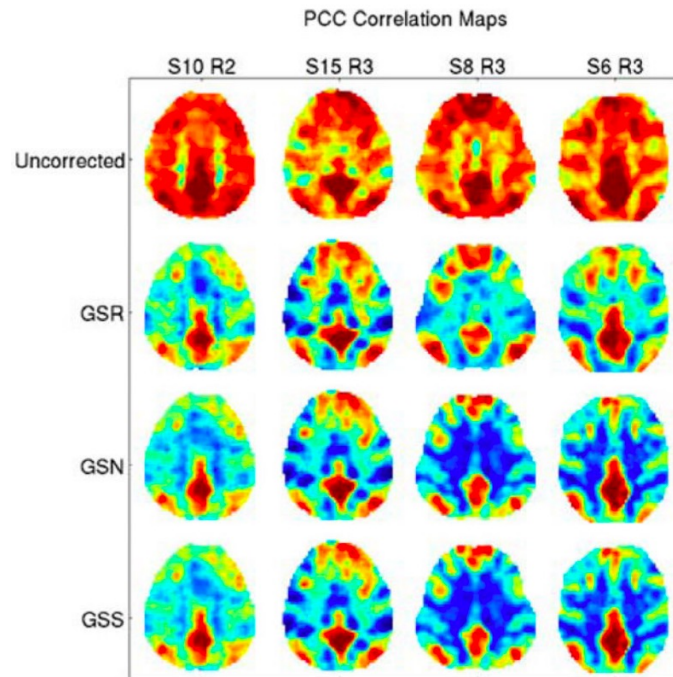 PCC Correlation Maps
S10 R2 S15 R3 S8 R3 S6 R3
Uncorrected
GSR
GSN
GSS